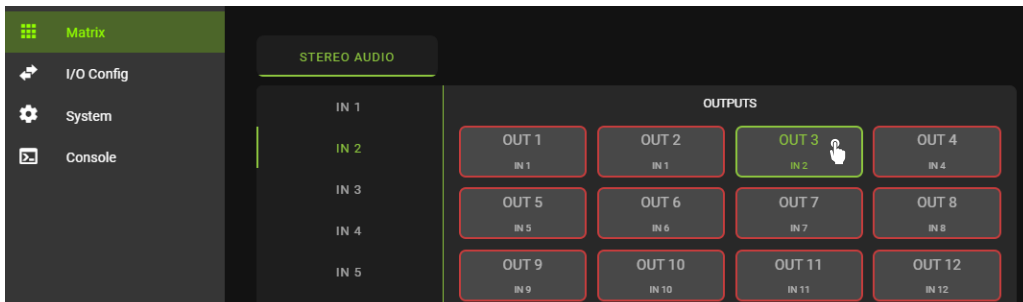 Matrix
I/O Config
System
Console
STEREO AUDIO
IN 1
IN 2
IN 3
IN 4
IN 5
OUTPUTS
OUT 1
IN 1
OUT 2
IN 1
OUT 3
IN 2
OUT 4
IN 4
OUT 5
IN 5
OUT 6
IN 6
OUT 7
IN 7
OUT 8
IN 8
OUT 9
IN 9
OUT 10
IN 10
OUT 11
IN 11
OUT 12
IN 12